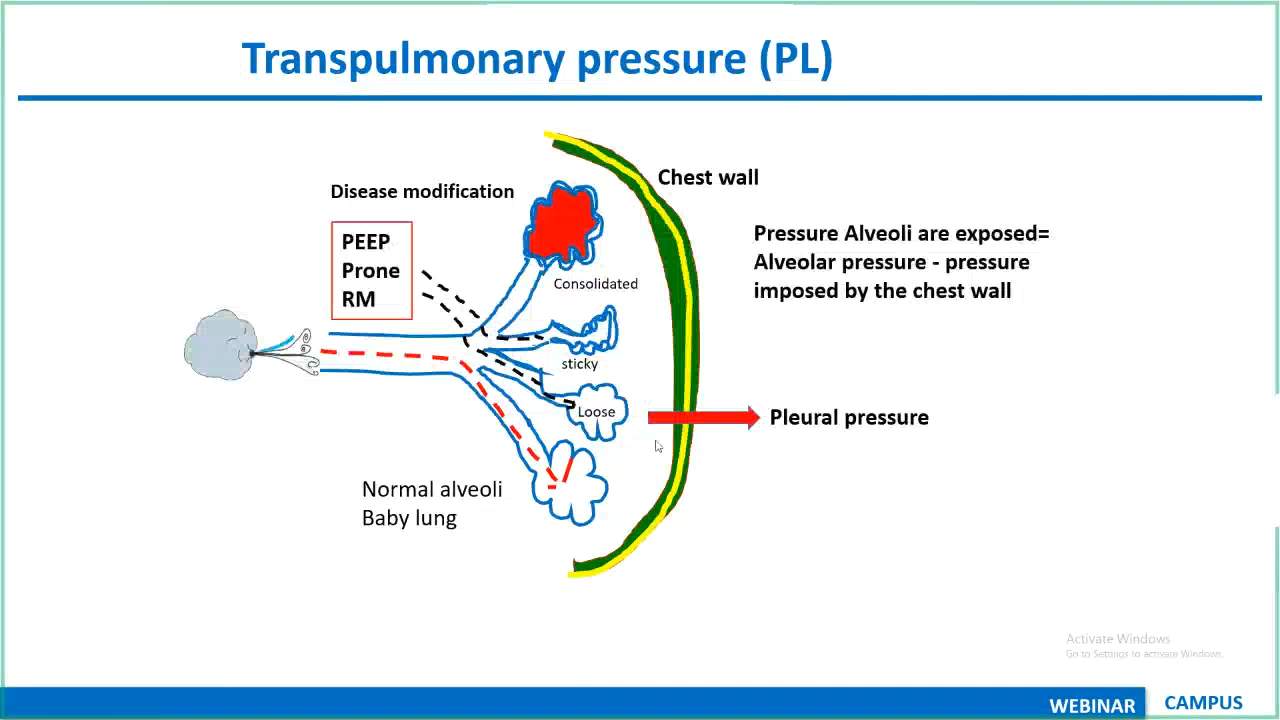 Transpulmonary pressure (PL)
Disease modification
PEEP
Prone
RM
Chest wall
Pressure Alveoli are exposed=
Alveolar pressure - pressure
imposed by the chest wall
Consolidated
sticky
Loose
Pleural pressure
Normal alveoli
Baby lung
Activate Windows
Go to Settings to activate Windows.
WEBINAR CAMPUS